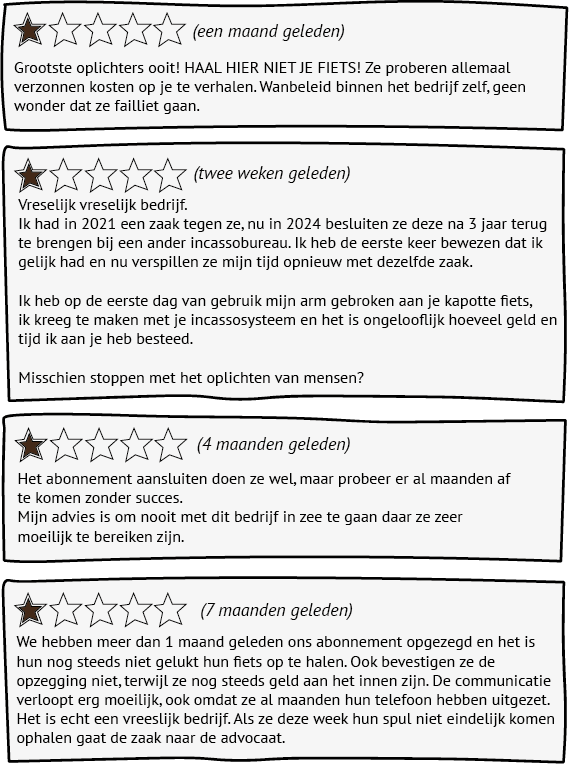 (een maand geleden)
Grootste oplichters ooit! HAAL HIER NIET JE FIETS! Ze proberen allemaal
verzonnen kosten op je te verhalen. Wanbeleid binnen het bedrijf zelf, geen
wonder dat ze failliet gaan.
(twee weken geleden)
Vreselijk vreselijk bedrijf.
Ik had in 2021 een zaak tegen ze, nu in 2024 besluiten ze deze na 3 jaar terug
te brengen bij een ander incassobureau. Ik heb de eerste keer bewezen dat ik
gelijk had en nu verspillen ze mijn tijd opnieuw met dezelfde zaak.
Ik heb op de eerste dag van gebruik mijn arm gebroken aan je kapotte fiets,
ik kreeg te maken met je incassosysteem en het is ongelooflijk hoeveel geld en
tijd ik aan je heb besteed.
Misschien stoppen met het oplichten van mensen?
(4 maanden geleden)
Het abonnement aansluiten doen ze wel, maar probeer er al maanden af
te komen zonder succes.
Mijn advies is om nooit met dit bedrijf in zee te gaan daar ze zeer
moeilijk te bereiken zijn.
(7 maanden geleden)
We hebben meer dan 1 maand geleden ons abonnement opgezegd en het is
hun nog steeds niet gelukt hun fiets op te halen. Ook bevestigen ze de
opzegging niet, terwijl ze nog steeds geld aan het innen zijn. De communicatie
verloopt erg moeilijk, ook omdat ze al maanden hun telefoon hebben uitgezet.
Het is echt een vreeslijk bedrijf. Als ze deze week hun spul niet eindelijk komen
ophalen gaat de zaak naar de advocaat.